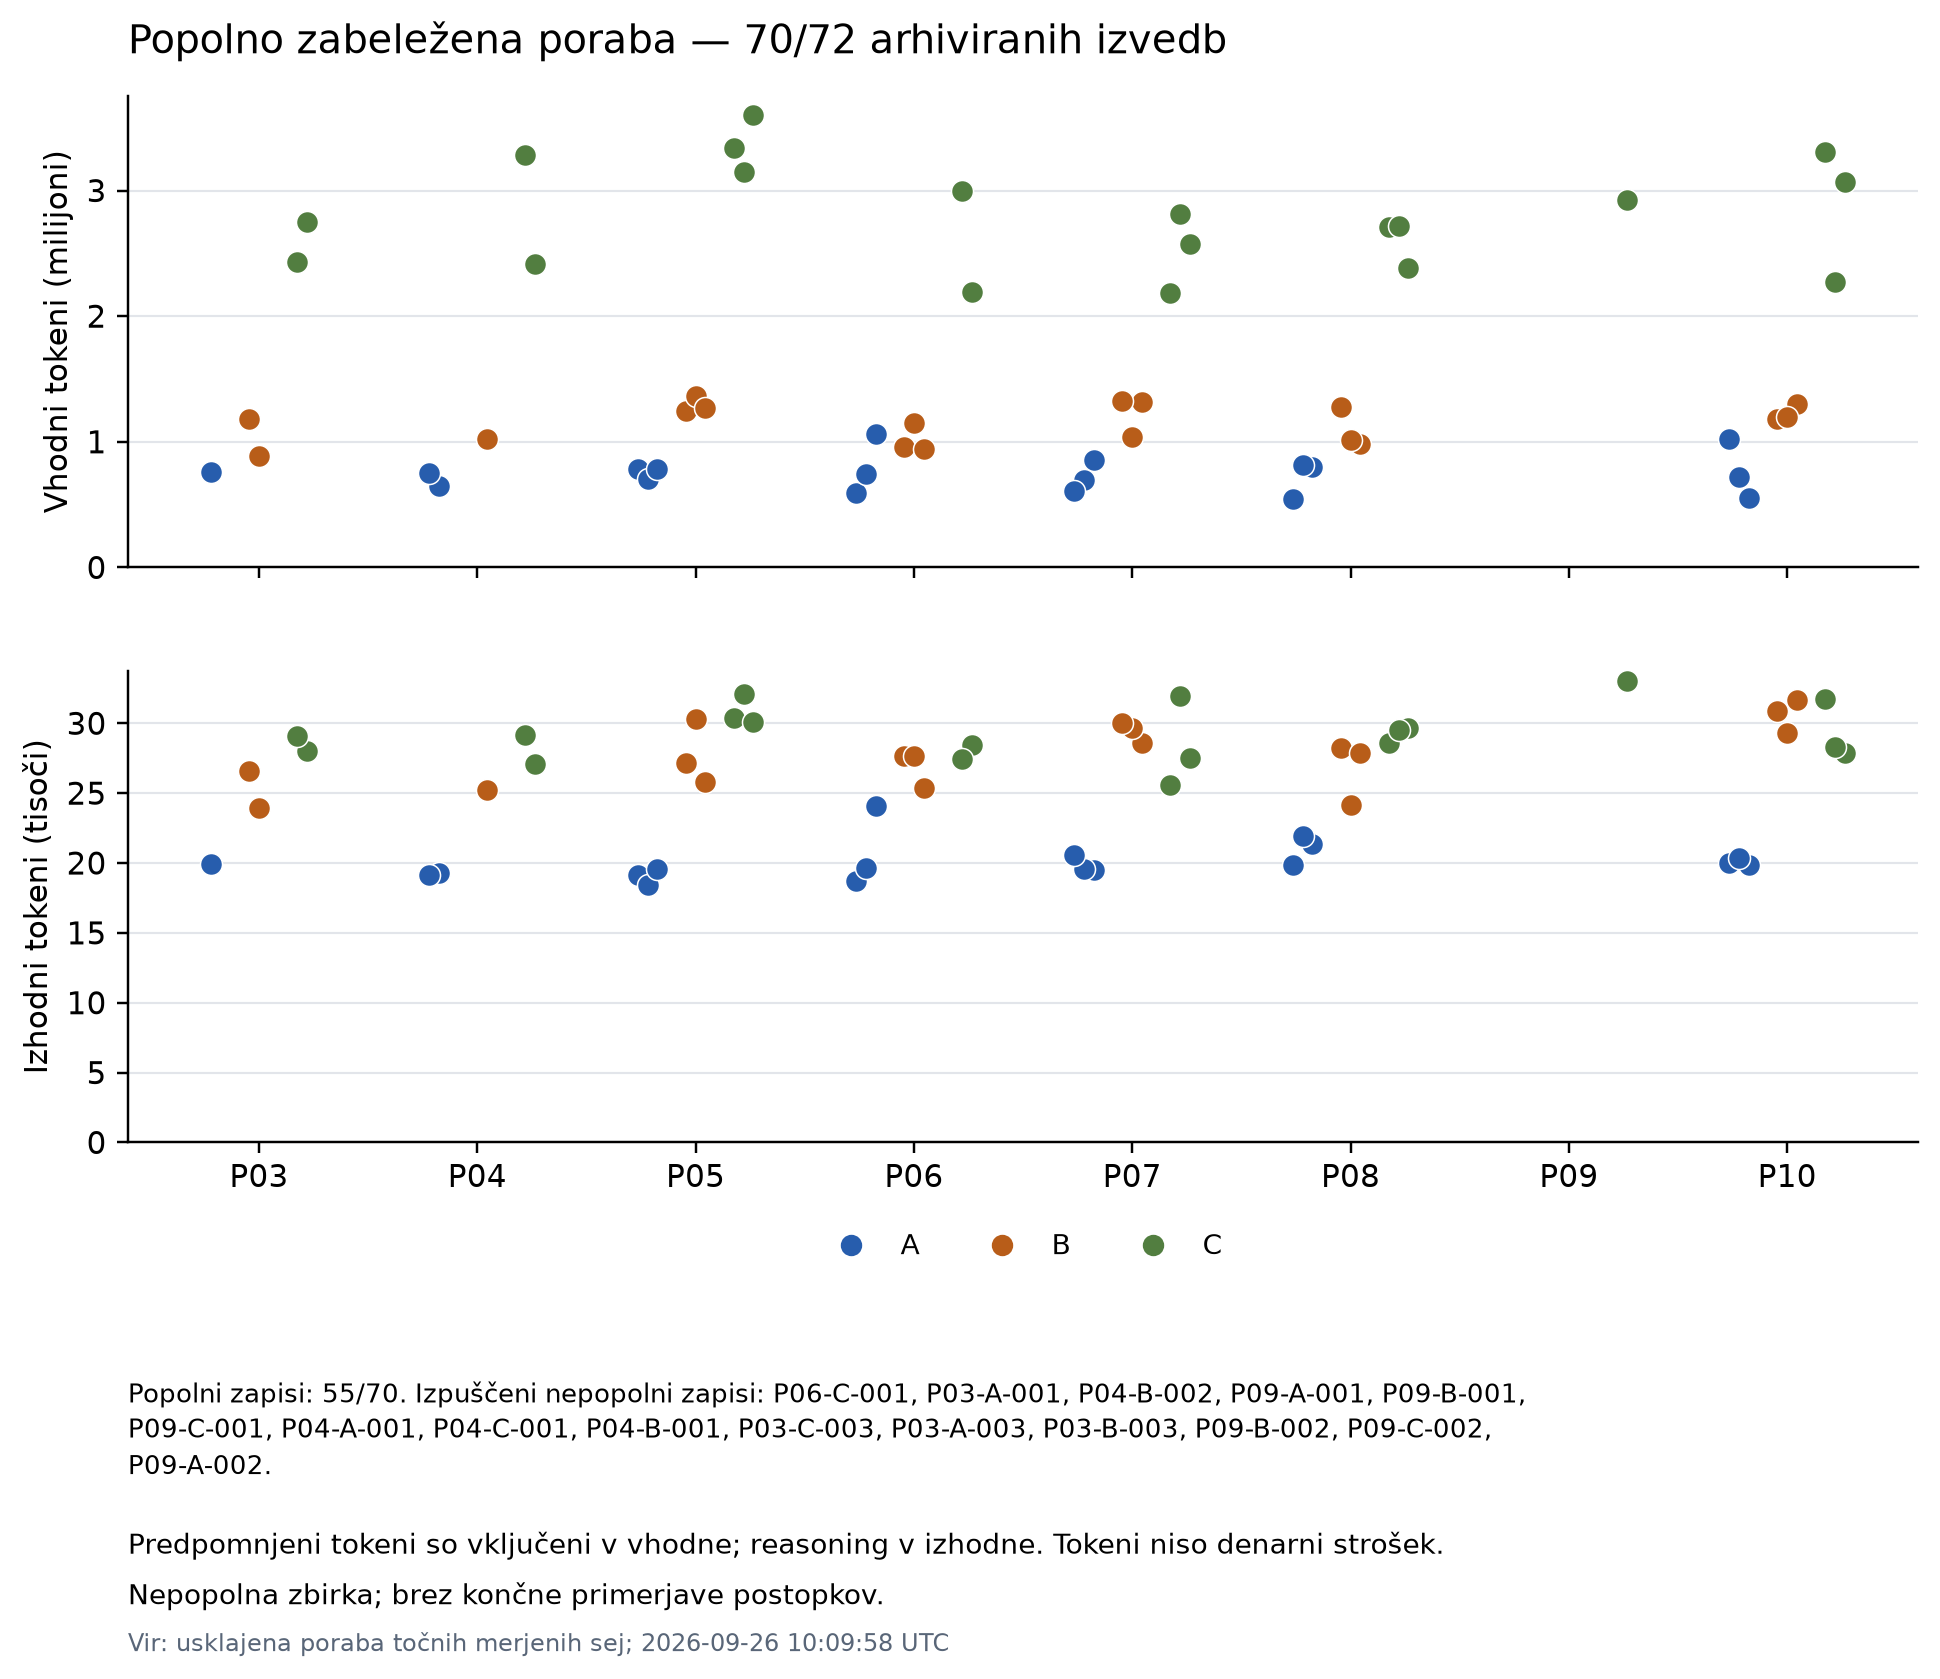 Popolno zabeležena poraba — 70/72 arhiviranih izvedb
Vhodni tokeni (milijoni)
3
2
1
0
Izhodni tokeni (tisoči)
30
25
20
15
10
5
0
P03 P04 P05 P06 P07 P08 P09 P10
A B C
Popolni zapisi: 55/70. Izpuščeni nepopolni zapisi: P06-C-001, P03-A-001, P04-B-002, P09-A-001, P09-B-001,
P09-C-001, P04-A-001, P04-C-001, P04-B-001, P03-C-003, P03-A-003, P03-B-003, P09-B-002, P09-C-002,
P09-A-002.
Predpomnjeni tokeni so vključeni v vhodne; reasoning v izhodne. Tokeni niso denarni strošek.
Nepopolna zbirka; brez končne primerjave postopkov.
Vir: usklajena poraba točnih merjenih sej; 2026-09-26 10:09:58 UTC